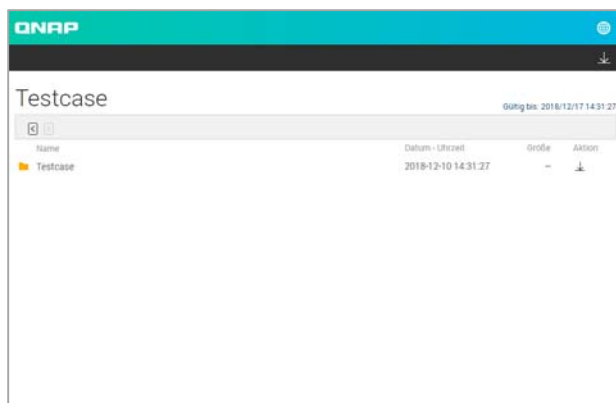 QNAP
Testcase
Gültig bis: 2018/12/17 14:31:27
Name Datum - Uhrzeit Größe Aktion
Testcase 2018-12-10 14:31:27 --